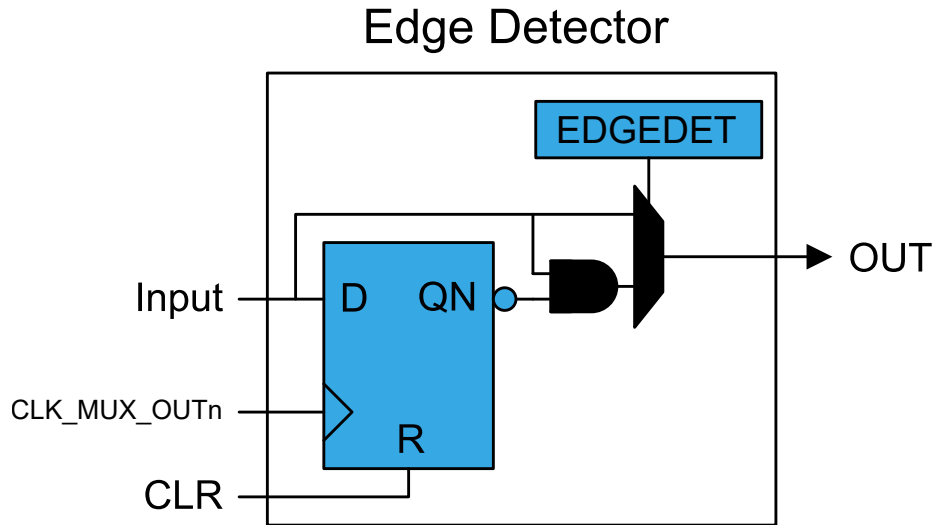 Edge Detector
EDGEDET
OUT
Input
D QN
CLK_MUX_OUTn
R
CLR